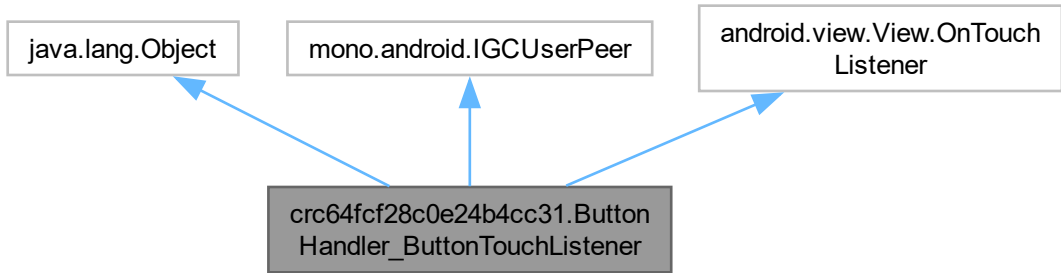 java.lang.Object
mono.android.IGCUserPeer
android.view.View.OnTouch
Listener
crc64fcf28c0e24b4cc31.Button
Handler_ButtonTouchListener